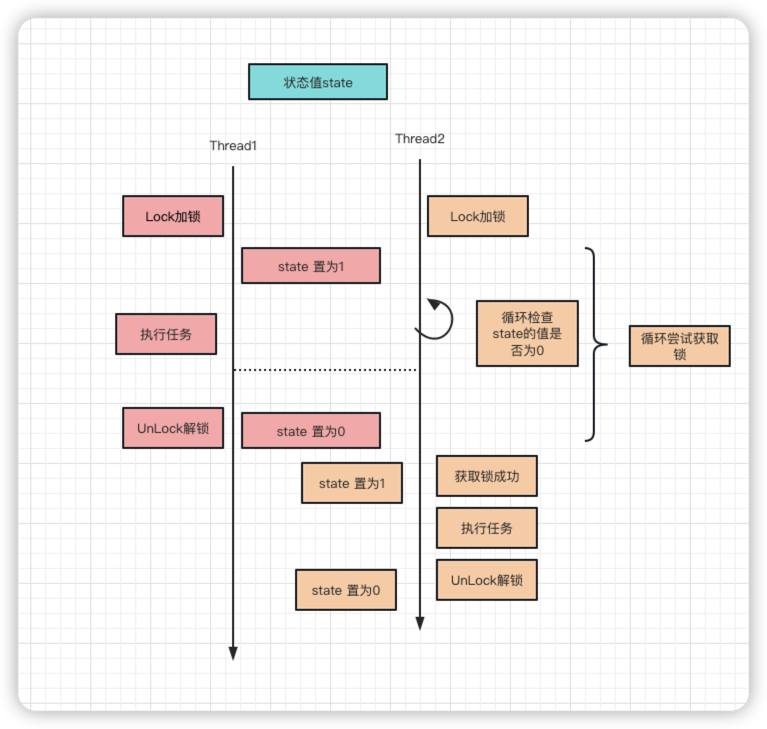 状态值state
Thread1
Thread2
Lock加锁
Lock加锁
state 置为1
循环检查
state的值是
否为0
执行任务
循环尝试获取
锁
UnLock解锁
state 置为0
获取锁成功
state 置为1
执行任务
UnLock解锁
state 置为0